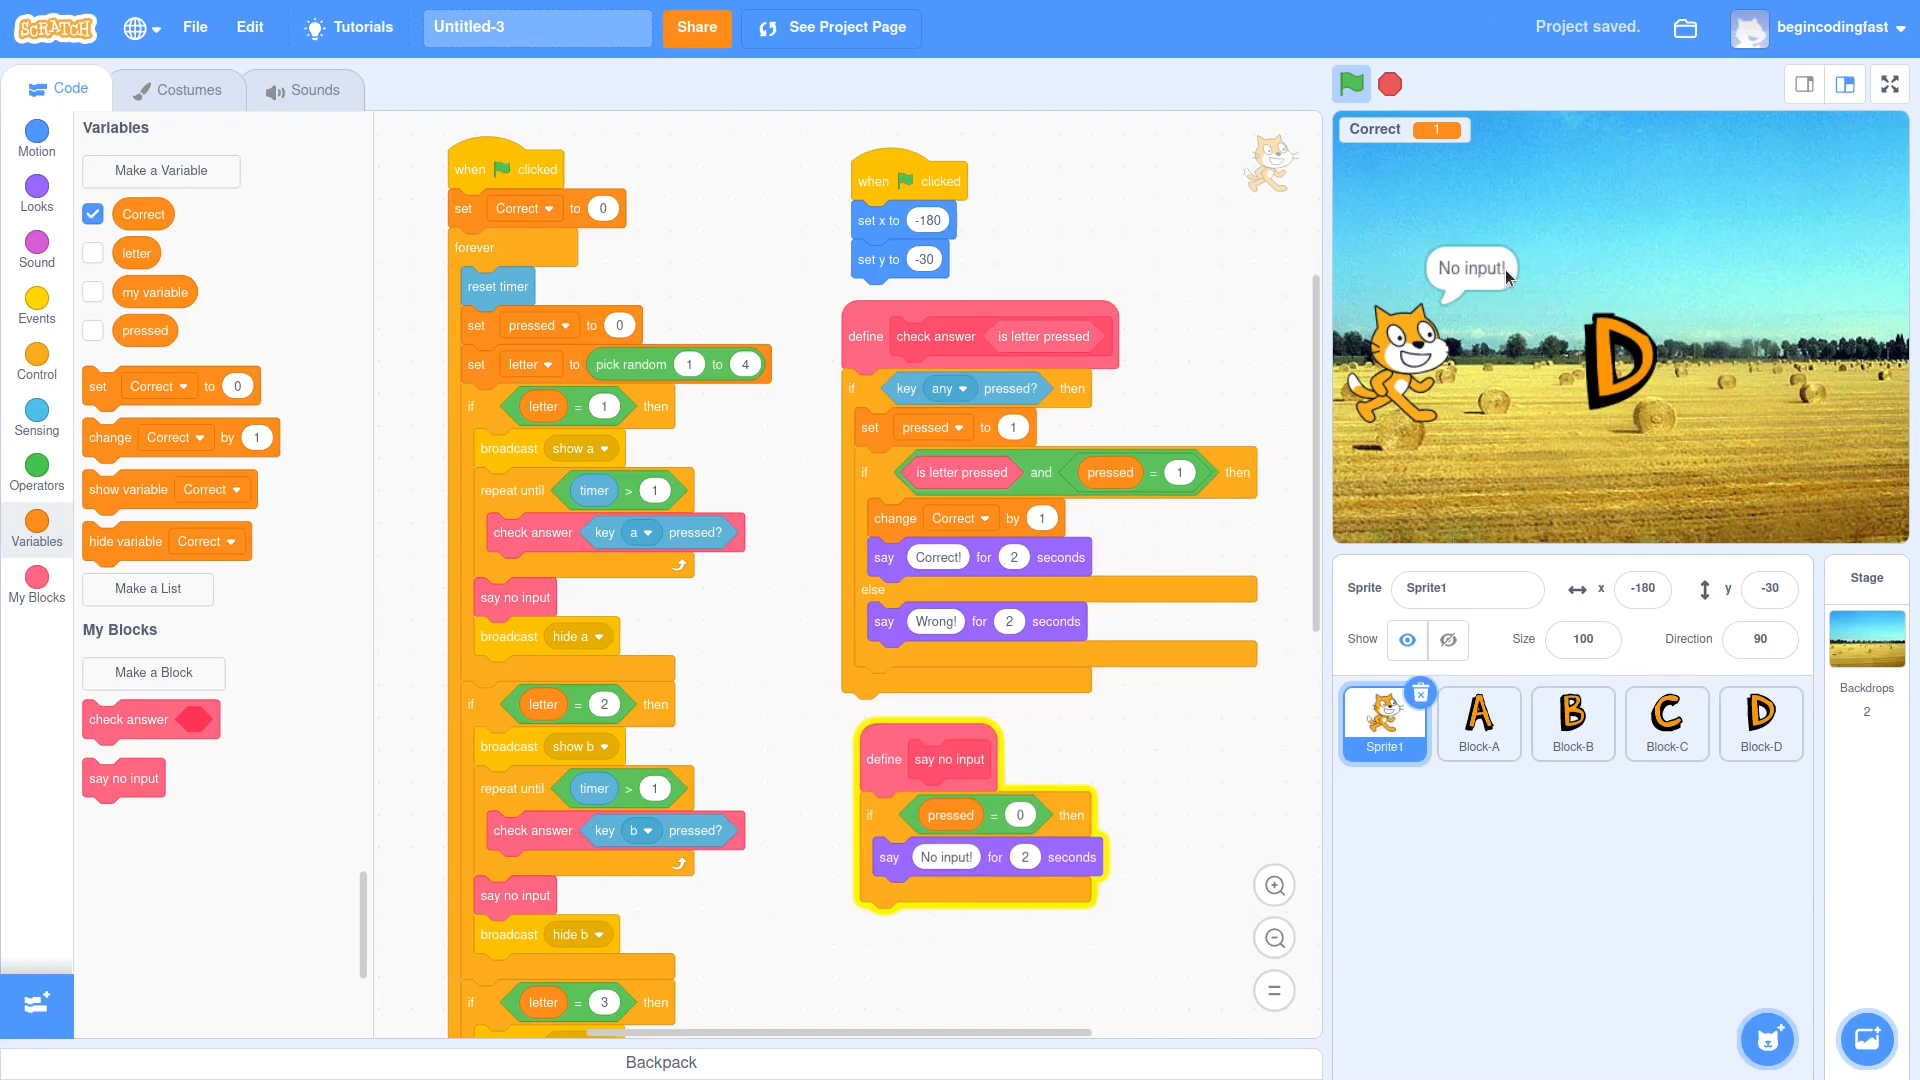 SCRATCH
File
Edit
Tutorials
Untitled-3
Share
See Project Page
Project saved.
begincodingfast
Code
Costumes
Sounds
Motion
Looks
Sound
Events
Control
Sensing
Operators
Variables
My Blocks
Variables
Make a Variable
Correct
letter
my variable
pressed
set Correct to 0
change Correct by 1
show variable Correct
hide variable Correct
Make a List
My Blocks
Make a Block
check answer
say no input
when clicked
set Correct to 0
forever
reset timer
set pressed to 0
set letter to pick random 1 to 4
if letter = 1 then
broadcast show a
repeat until timer > 1
check answer key a pressed?
say no input
broadcast hide a
if letter = 2 then
broadcast show b
repeat until timer > 1
check answer key b pressed?
say no input
broadcast hide b
if letter = 3 then
when clicked
set x to -180
set y to -30
define check answer is letter pressed
if key any pressed? then
set pressed to 1
if is letter pressed and pressed = 1 then
change Correct by 1
say Correct! for 2 seconds
else
say Wrong! for 2 seconds
define say no input
if pressed = 0 then
say No input! for 2 seconds
Backpack
Correct 1
No input!
D
Sprite Sprite1 x -180 y -30
Show Size 100 Direction 90
Sprite1
A
Block-A
B
Block-B
C
Block-C
D
Block-D
Stage
Backdrops
2